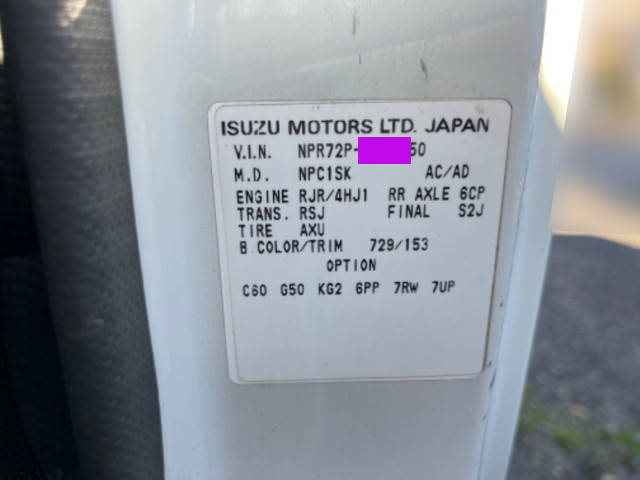 ISUZU MOTORS LTD. JAPAN
V.I.N. NPR72P- 50
M.D. NPC1SK AC/AD
ENGINE RJR/4HJ1 RR AXLE 6CP
TRANS. RSJ FINAL S2J
TIRE AXU
B.COLOR/TRIM 729/153
OPTION
C60 G50 KG2 6PP 7RW 7UP